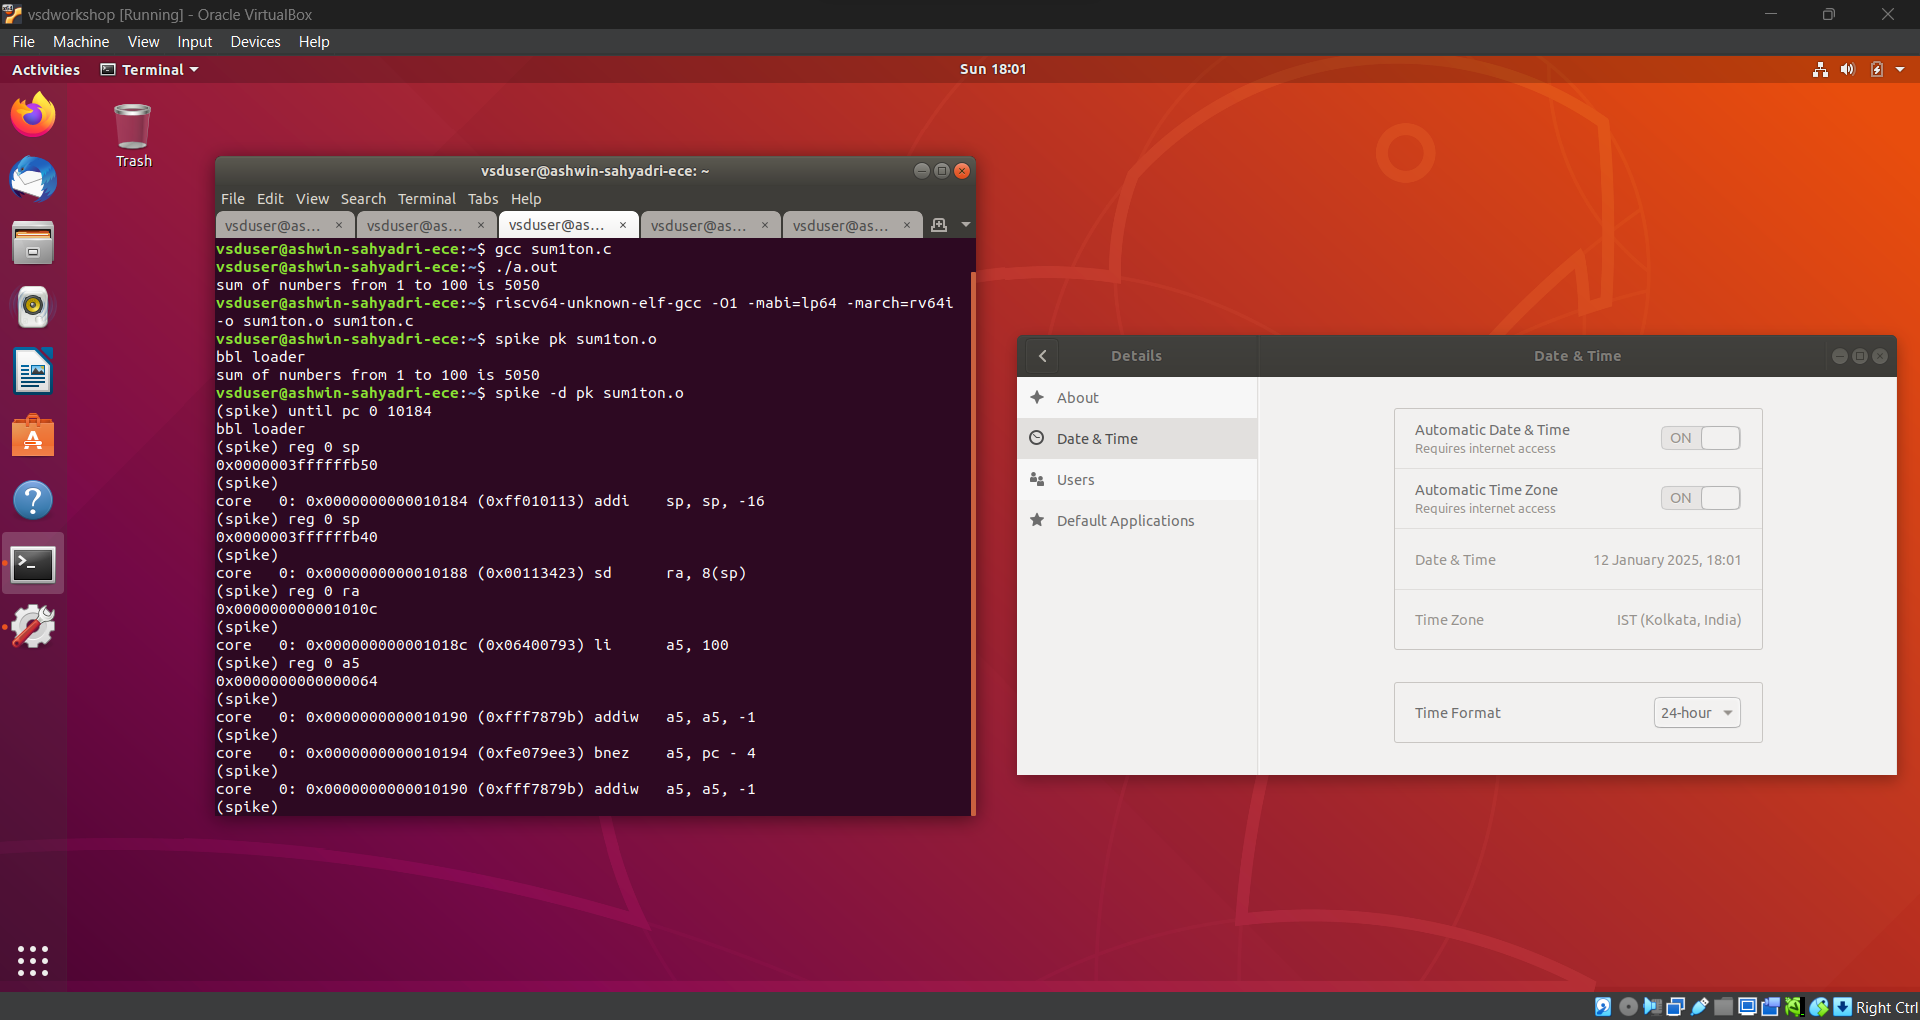 vsdworkshop [Running] - Oracle VirtualBox
File Machine View Input Devices Help
Activities Terminal Sun 18:01
Trash
vsduser@ashwin-sahyadri-ece: ~
File Edit View Search Terminal Tabs Help
vsduser@as... × vsduser@as... × vsduser@as... × vsduser@as... × vsduser@as... ×
vsduser@ashwin-sahyadri-ece:~$ gcc sum1ton.c
vsduser@ashwin-sahyadri-ece:~$ ./a.out
sum of numbers from 1 to 100 is 5050
vsduser@ashwin-sahyadri-ece:~$ riscv64-unknown-elf-gcc -O1 -mabi=lp64 -march=rv64i
-o sum1ton.o sum1ton.c
vsduser@ashwin-sahyadri-ece:~$ spike pk sum1ton.o
bbl loader
sum of numbers from 1 to 100 is 5050
vsduser@ashwin-sahyadri-ece:~$ spike -d pk sum1ton.o
(spike) until pc 0 10184
bbl loader
(spike) reg 0 sp
0x0000003ffffffb50
(spike)
core   0: 0x0000000000010184 (0xff010113) addi    sp, sp, -16
(spike) reg 0 sp
0x0000003ffffffb40
(spike)
core   0: 0x0000000000010188 (0x00113423) sd      ra, 8(sp)
(spike) reg 0 ra
0x000000000001010c
(spike)
core   0: 0x000000000001018c (0x06400793) li      a5, 100
(spike) reg 0 a5
0x0000000000000064
(spike)
core   0: 0x0000000000010190 (0xfff7879b) addiw   a5, a5, -1
(spike)
core   0: 0x0000000000010194 (0xfe079ee3) bnez    a5, pc - 4
(spike)
core   0: 0x0000000000010190 (0xfff7879b) addiw   a5, a5, -1
(spike)
Details
Date & Time
About
Date & Time
Users
Default Applications
Automatic Date & Time
Requires internet access
ON
Automatic Time Zone
Requires internet access
ON
Date & Time 12 January 2025, 18:01
Time Zone IST (Kolkata, India)
Time Format 24-hour
Right Ctrl